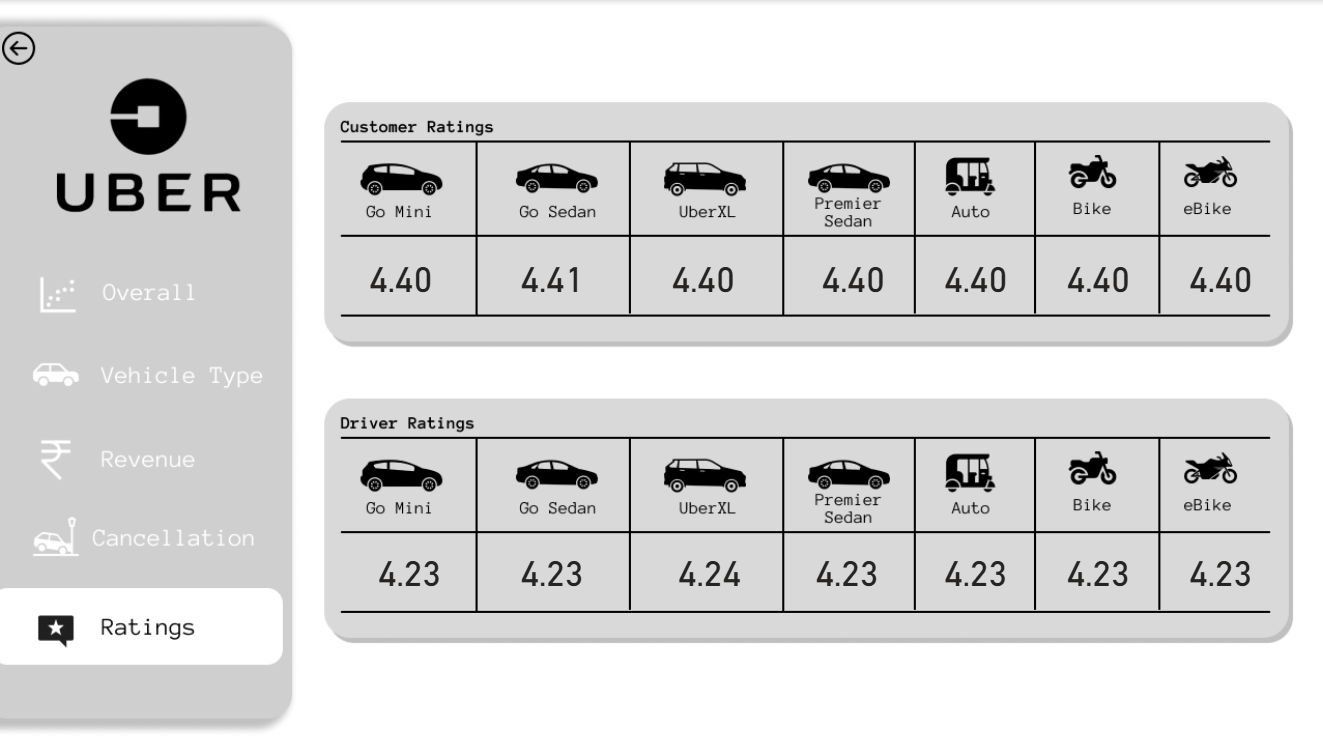 UBER
Overall
Vehicle Type
Revenue
Cancellation
Ratings
Customer Ratings
Go Mini
Go Sedan
UberXL
Premier
Sedan
Auto
Bike
eBike
4.40
4.41
4.40
4.40
4.40
4.40
4.40
Driver Ratings
Go Mini
Go Sedan
UberXL
Premier
Sedan
Auto
Bike
eBike
4.23
4.23
4.24
4.23
4.23
4.23
4.23